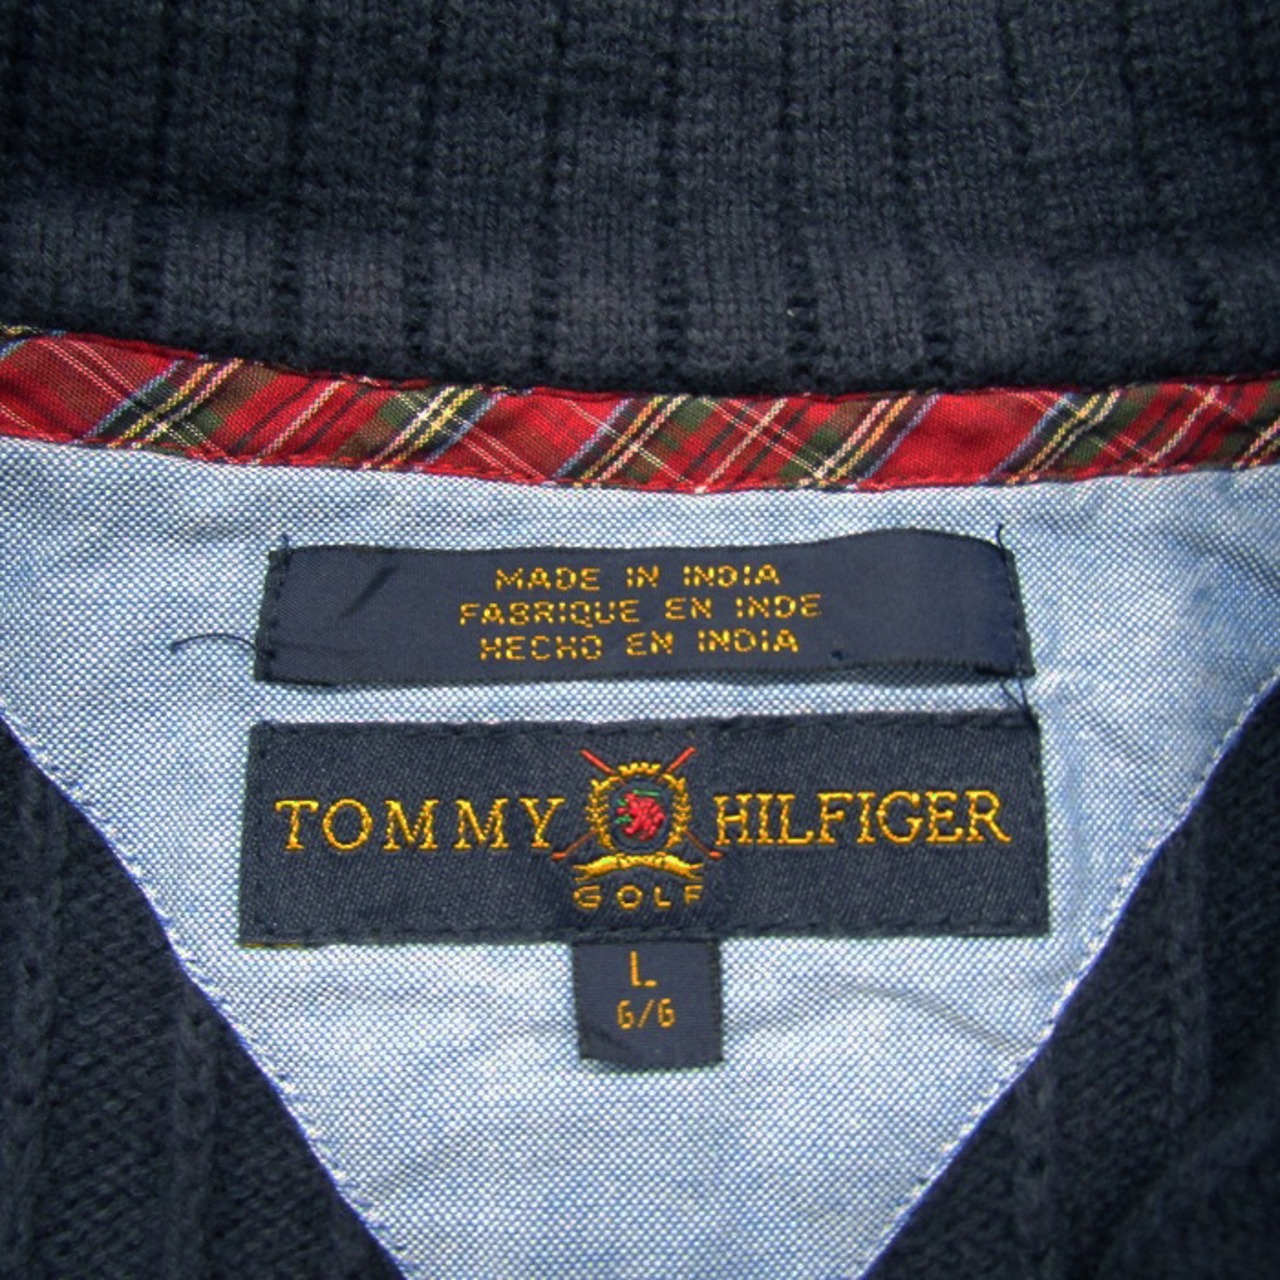 MADE IN INDIA
FABRIQUE EN INDE
HECHO EN INDIA
TOMMY HILFIGER
GOLF
L
G/G